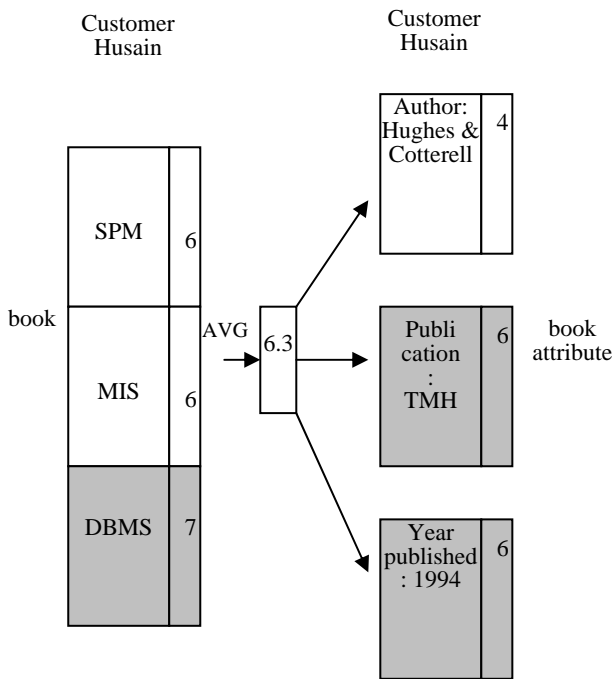 Customer
Husain
book
SPM
6
MIS
6
DBMS
7
AVG
6.3
Customer
Husain
Author:
Hughes &
Cotterell
4
Publi
cation
:
TMH
6
Year
published
: 1994
6
book
attribute